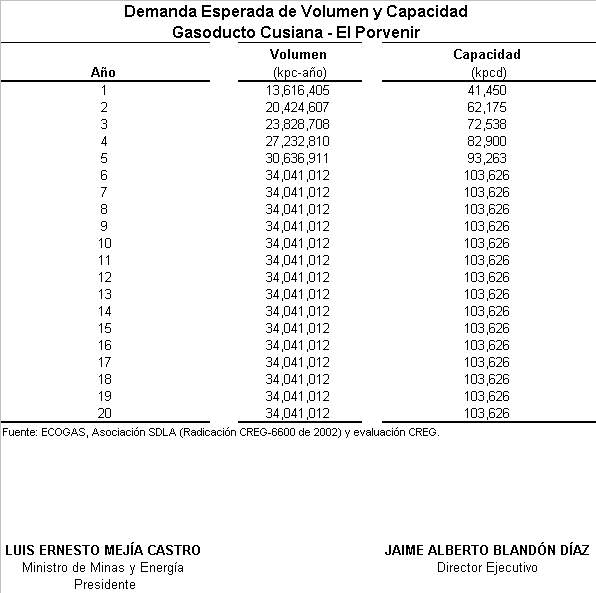 Demanda Esperada de Volumen y Capacidad
Gasoducto Cusiana - El Porvenir
Volumen Capacidad
Año (kpc-año) (kpcd)
1 13,616,405 41,450
2 20,424,607 62,175
3 23,828,708 72,538
4 27,232,810 82,900
5 30,636,911 93,263
6 34,041,012 103,626
7 34,041,012 103,626
8 34,041,012 103,626
9 34,041,012 103,626
10 34,041,012 103,626
11 34,041,012 103,626
12 34,041,012 103,626
13 34,041,012 103,626
14 34,041,012 103,626
15 34,041,012 103,626
16 34,041,012 103,626
17 34,041,012 103,626
18 34,041,012 103,626
19 34,041,012 103,626
20 34,041,012 103,626
Fuente: ECOGAS, Asociación SDLA (Radicación CREG-6600 de 2002) y evaluación CREG.
LUIS ERNESTO MEJÍA CASTRO JAIME ALBERTO BLANDÓN DÍAZ
Ministro de Minas y Energía Director Ejecutivo
Presidente